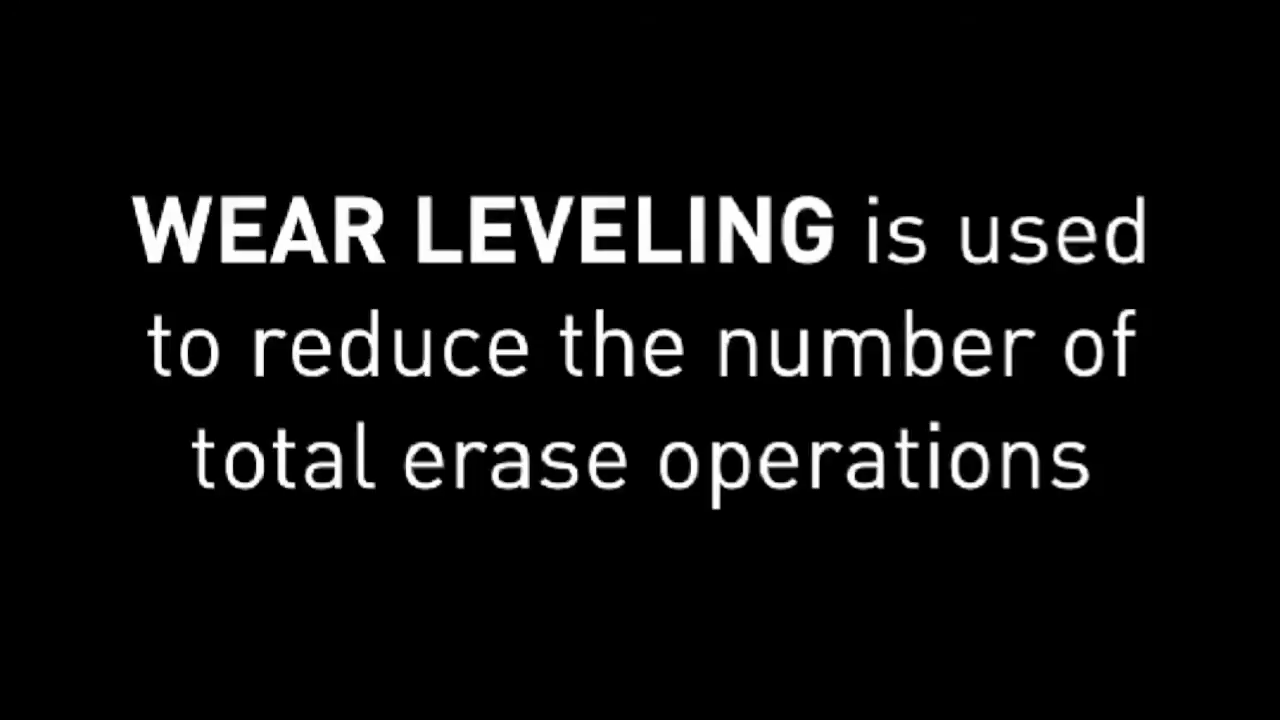 WEAR LEVELING is used
to reduce the number of
total erase operations